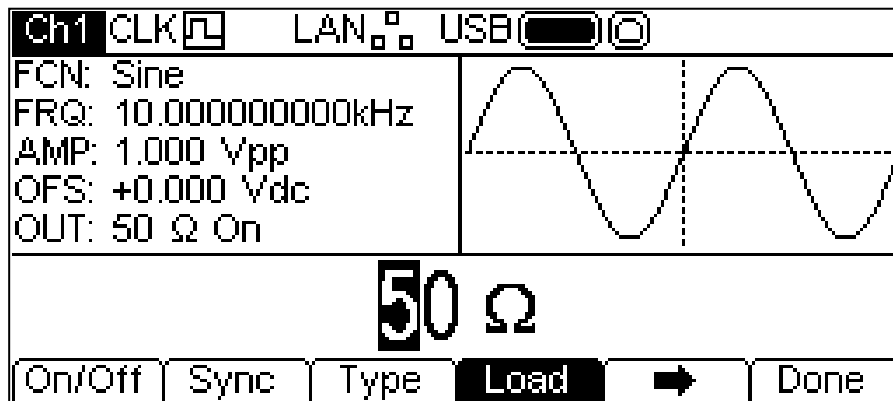 Ch1 CLK LAN USB
FCN: Sine
FRQ: 10.000000000kHz
AMP: 1.000 Vpp
OFS: +0.000 Vdc
OUT: 50 Ω On
50 Ω
On/Off Sync Type Load ➡ Done